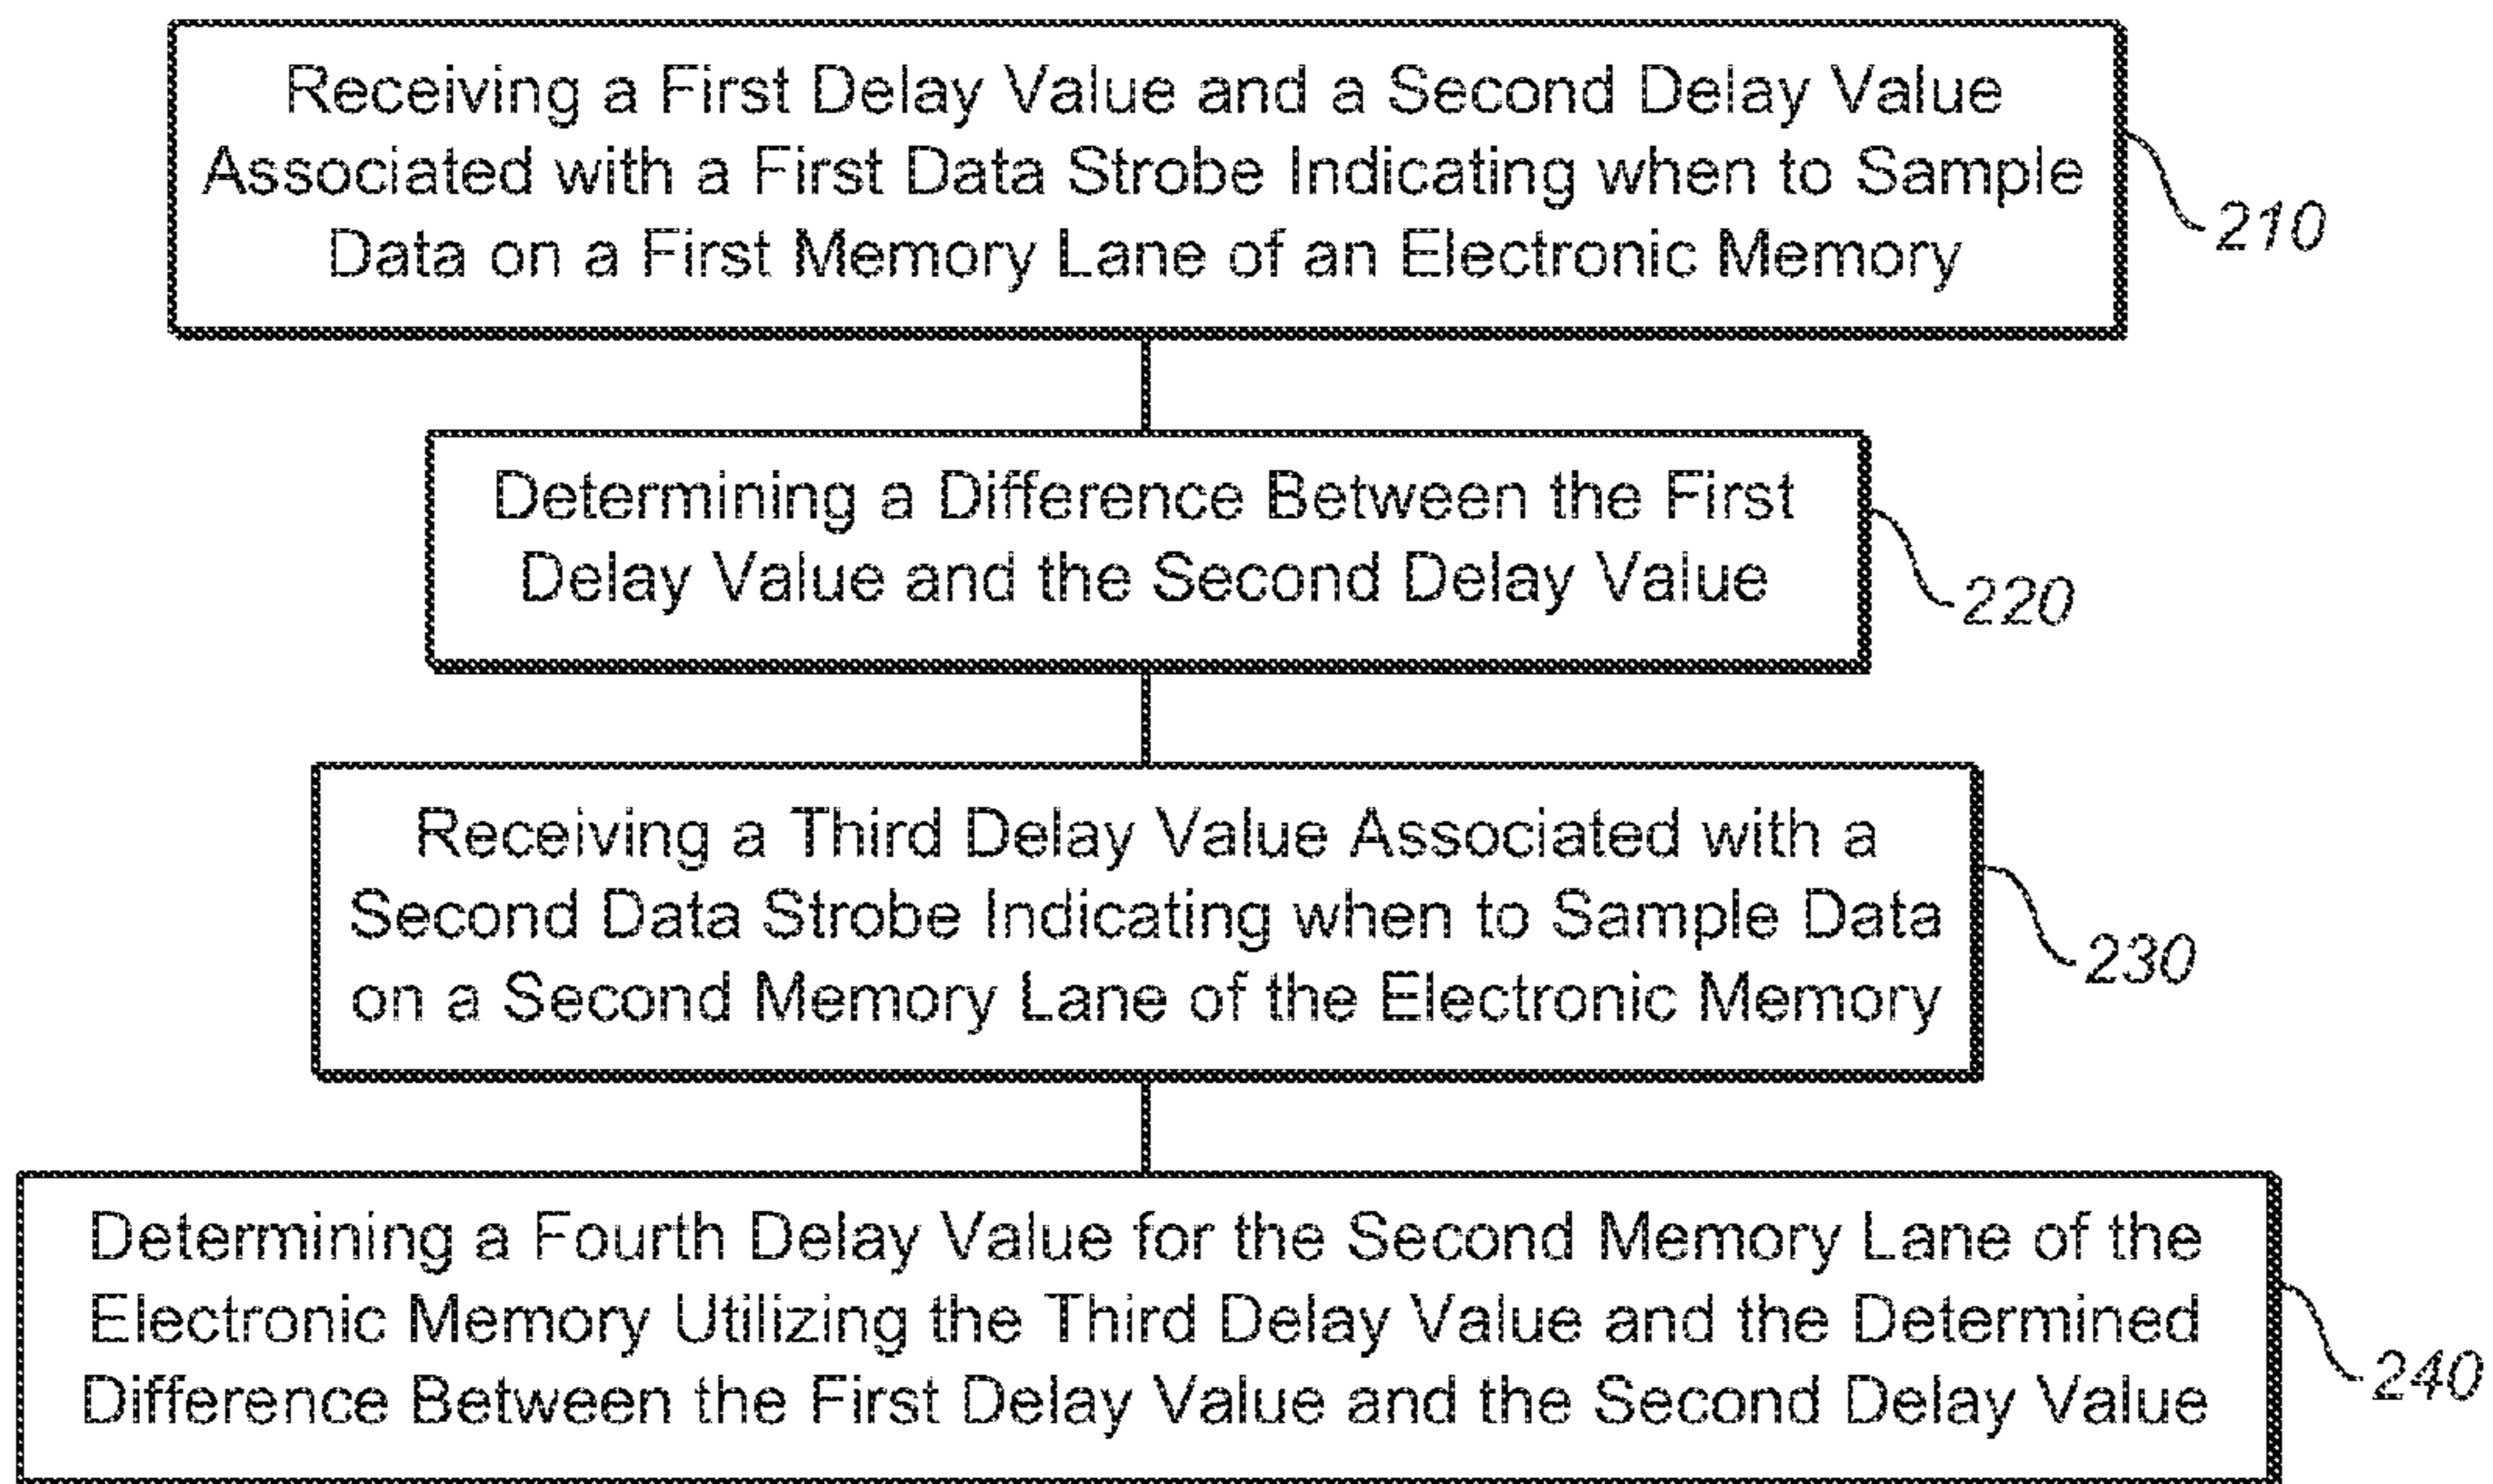 Receiving a First Delay Value and a Second Delay Value
Associated with a First Data Strobe Indicating when to Sample
Data on a First Memory Lane of an Electronic Memory
210
Determining a Difference Between the First
Delay Value and the Second Delay Value
220
Receiving a Third Delay Value Associated with a
Second Data Strobe Indicating when to Sample Data
on a Second Memory Lane of the Electronic Memory
230
Determining a Fourth Delay Value for the Second Memory Lane of the
Electronic Memory Utilizing the Third Delay Value and the Determined
Difference Between the First Delay Value and the Second Delay Value
240